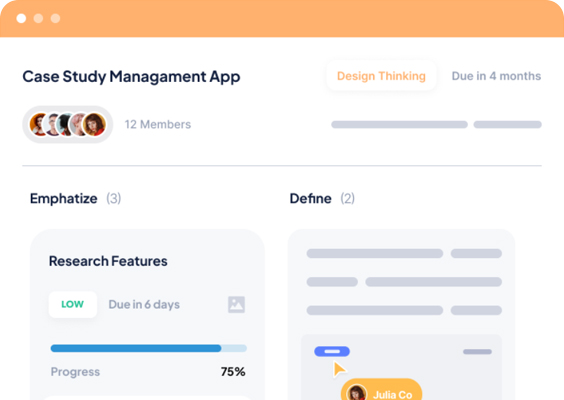 Case Study Managament App
Design Thinking
Due in 4 months
12 Members
Emphatize (3)
Define (2)
Research Features
LOW
Due in 6 days
Progress
75%
Julia Co